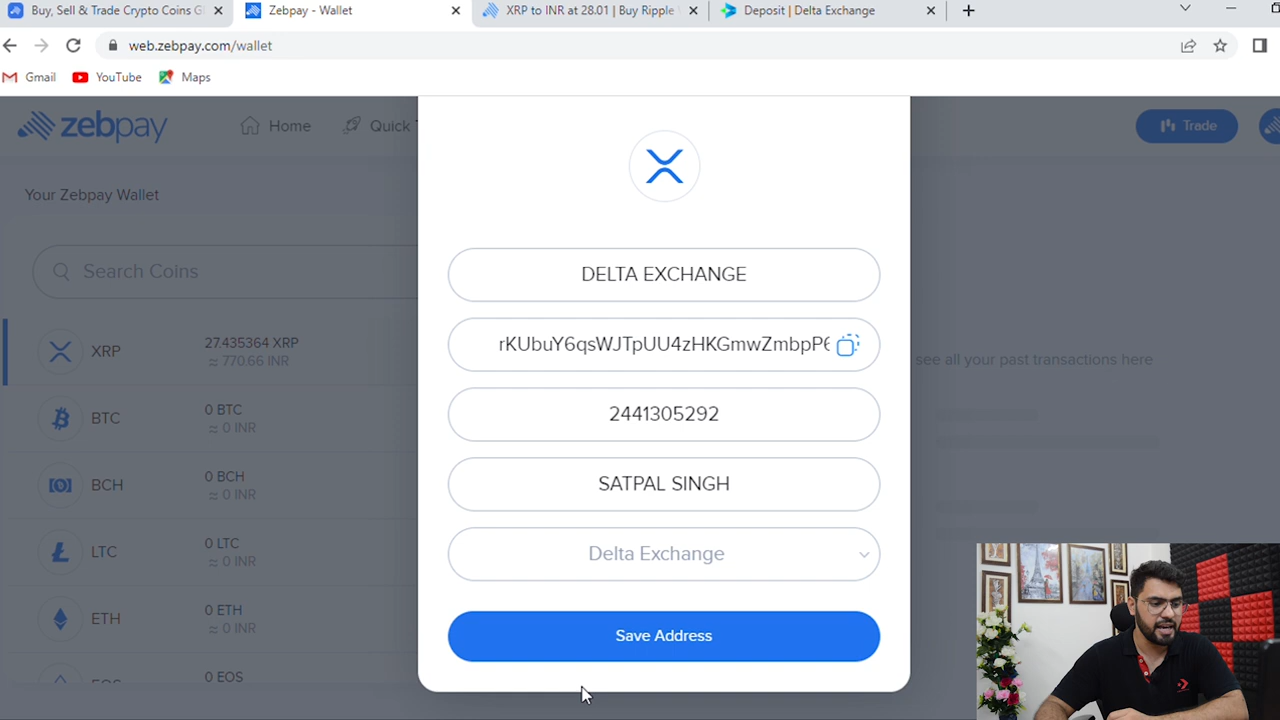 Buy, Sell & Trade Crypto Coins G
Zebpay - Wallet
XRP to INR at 28.01 | Buy Ripple
Deposit | Delta Exchange
web.zebpay.com/wallet
Gmail
YouTube
Maps
zebpay
Home
Quick
Trade
Your Zebpay Wallet
Search Coins
XRP
27.435364 XRP
≈ 770.66 INR
BTC
0 BTC
≈ 0 INR
BCH
0 BCH
≈ 0 INR
LTC
0 LTC
≈ 0 INR
ETH
0 ETH
≈ 0 INR
EOS
0 EOS
DELTA EXCHANGE
rKUbuY6qsWJTpUU4zHKGmwZmbpP6
2441305292
SATPAL SINGH
Delta Exchange
Save Address
see all your past transactions here